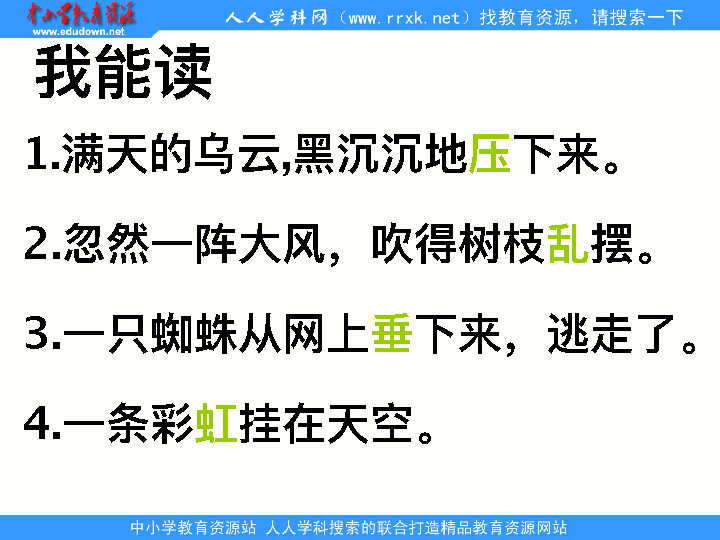 中小学教育资源
www.edudown.net
人人学科网（www.rrxk.net）找教育资源，请搜索一下
我能读
1.满天的乌云,黑沉沉地压下来。
2.忽然一阵大风，吹得树枝乱摆。
3.一只蜘蛛从网上垂下来，逃走了。
4.一条彩虹挂在天空。
中小学教育资源站 人人学科搜索的联合打造精品教育资源网站